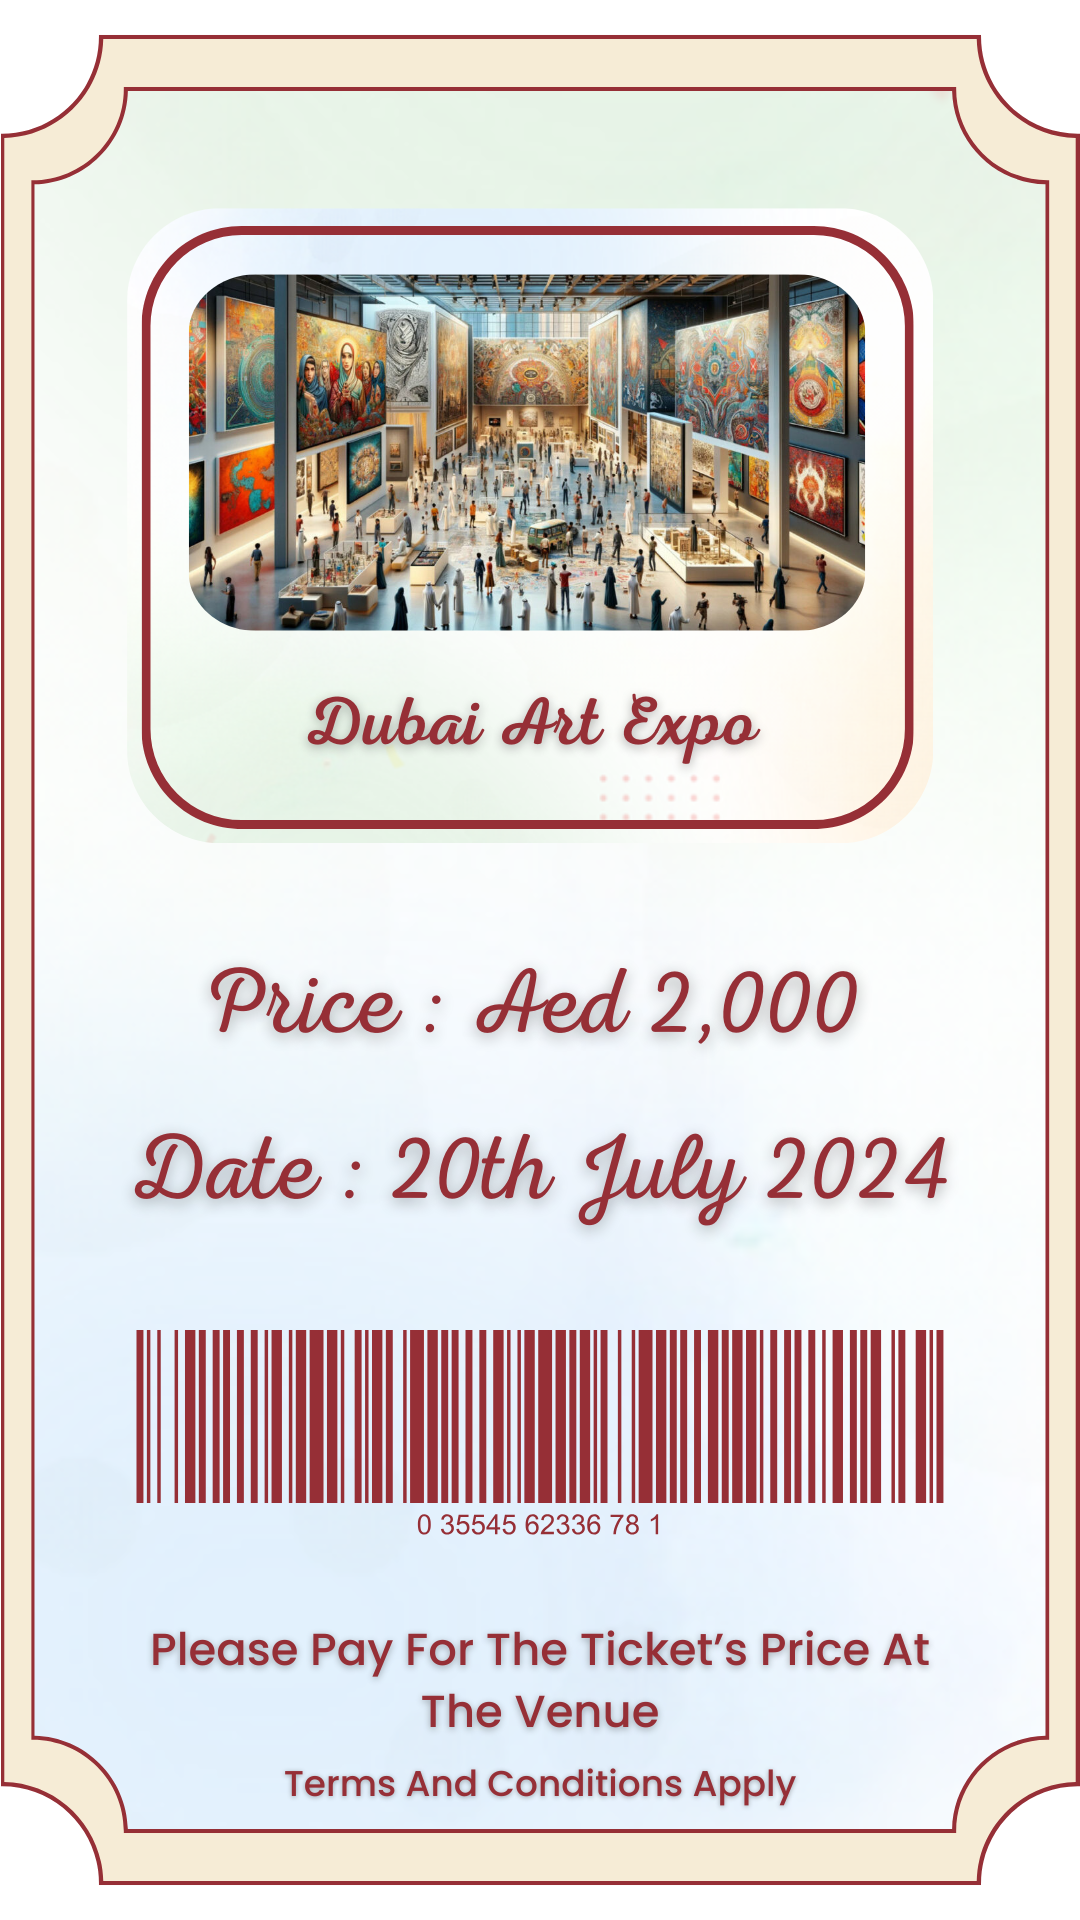 Dubai Art Expo
Price : Aed 2,000
Date : 20th July 2024
0 35545 62336 78 1
Please Pay For The Ticket’s Price At
The Venue
Terms And Conditions Apply